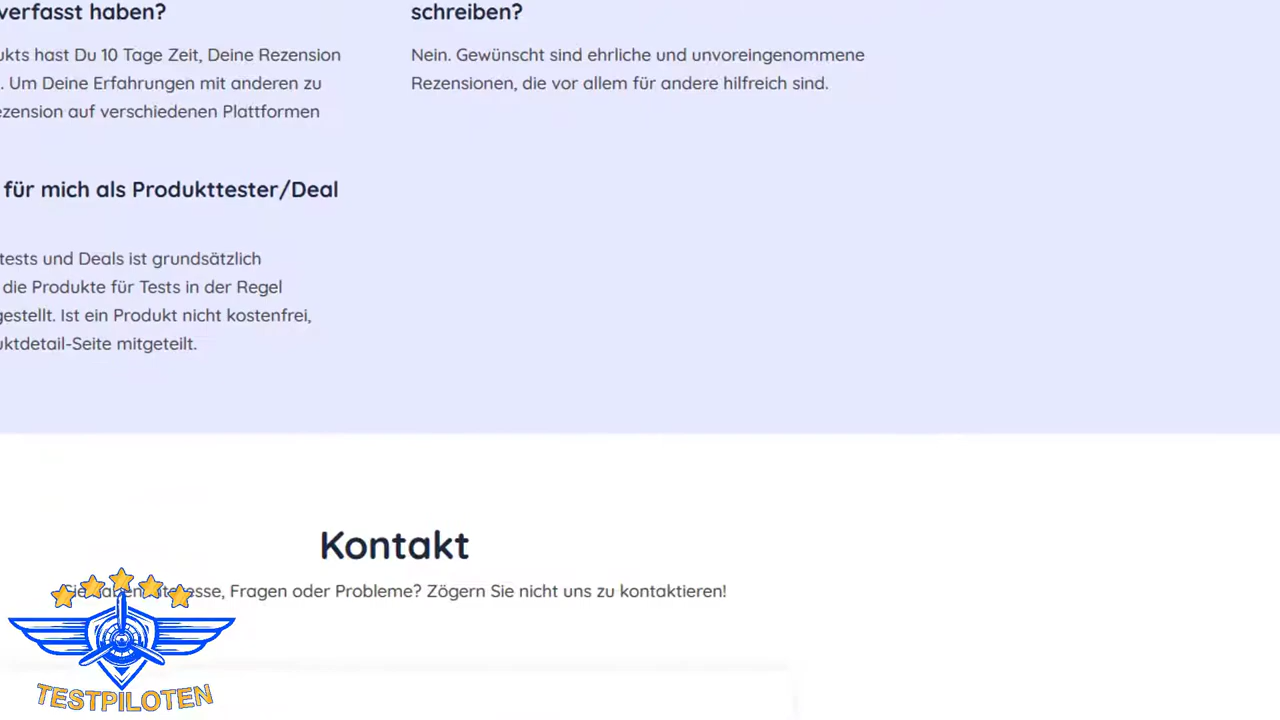 verfasst haben?
ukts hast Du 10 Tage Zeit, Deine Rezension
. Um Deine Erfahrungen mit anderen zu
ezension auf verschiedenen Plattformen
schreiben?
Nein. Gewünscht sind ehrliche und unvoreingenommene
Rezensionen, die vor allem für andere hilfreich sind.
für mich als Produkttester/Deal
tests und Deals ist grundsätzlich
die Produkte für Tests in der Regel
gestellt. Ist ein Produkt nicht kostenfrei,
uktdetail-Seite mitgeteilt.
Kontakt
Sie haben Interesse, Fragen oder Probleme? Zögern Sie nicht uns zu kontaktieren!
TESTPILOTEN